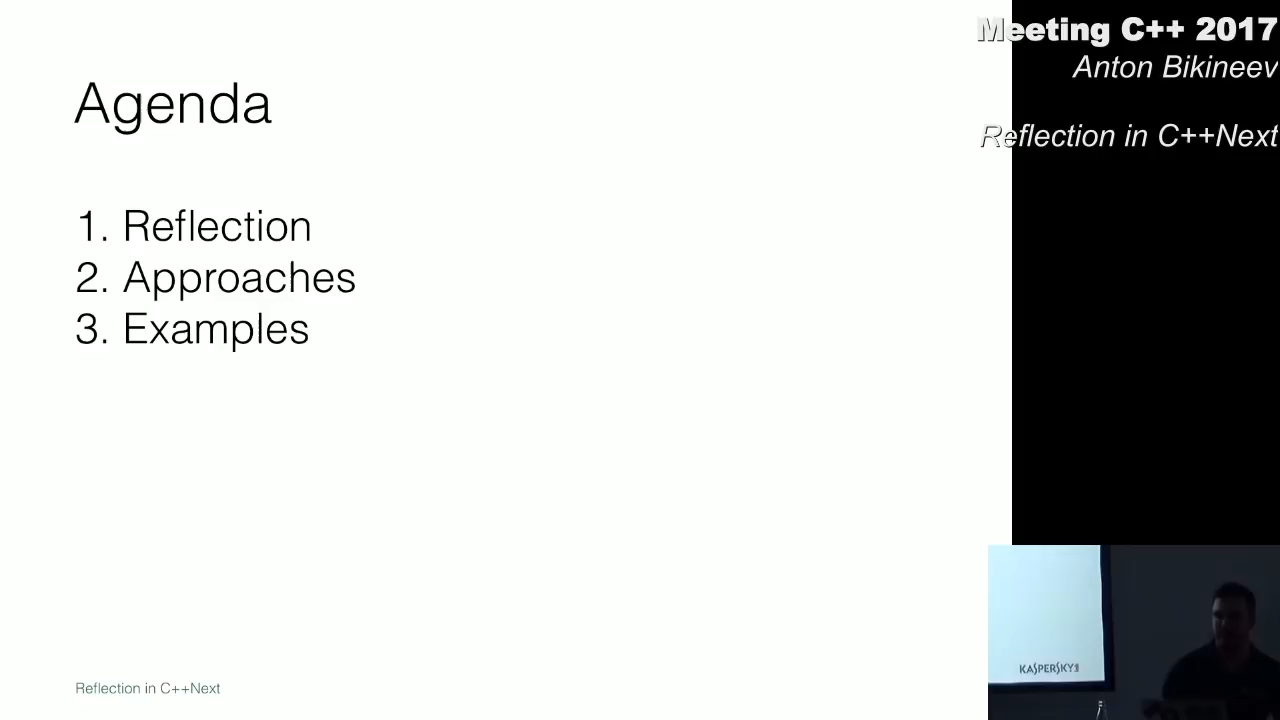 Meeting C++ 2017
Anton Bikineev
Reflection in C++Next
Agenda
1. Reflection
2. Approaches
3. Examples
Reflection in C++Next
KASPERSKY